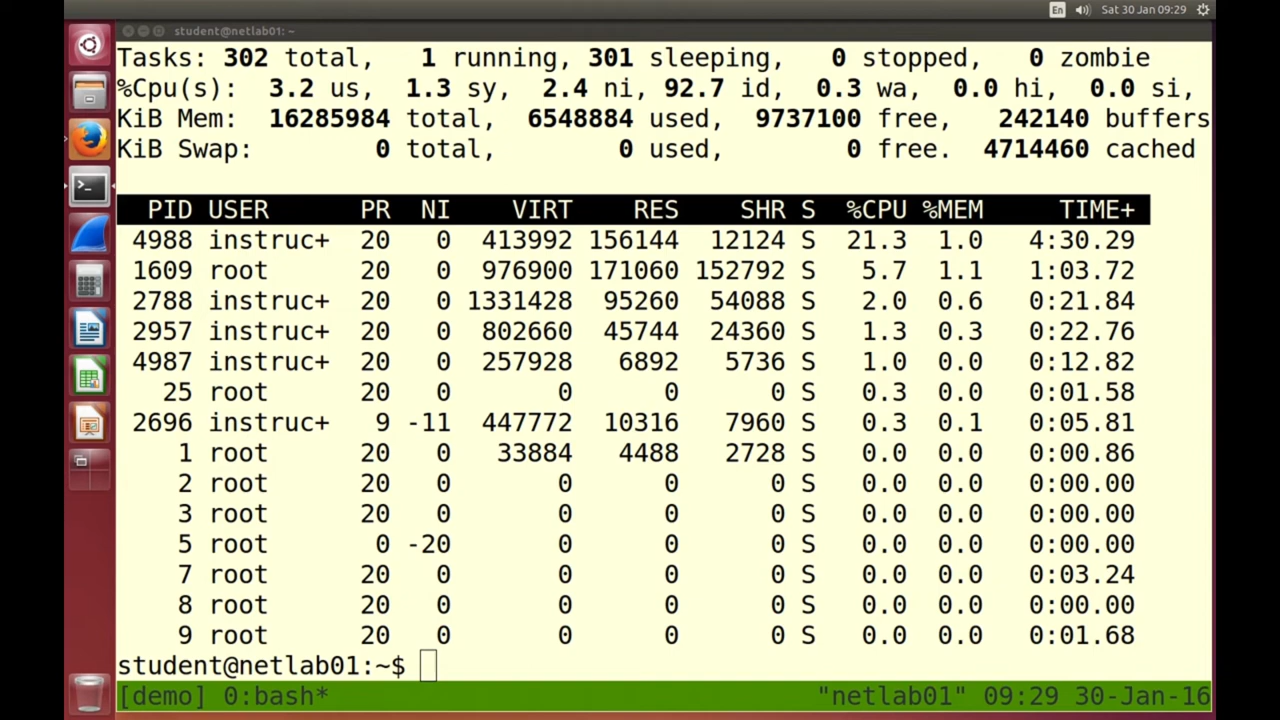 En Sat 30 Jan 09:29
student@netlab01: ~
Tasks: 302 total, 1 running, 301 sleeping, 0 stopped, 0 zombie
%Cpu(s): 3.2 us, 1.3 sy, 2.4 ni, 92.7 id, 0.3 wa, 0.0 hi, 0.0 si,
KiB Mem: 16285984 total, 6548884 used, 9737100 free, 242140 buffers
KiB Swap: 0 total, 0 used, 0 free. 4714460 cached
PID USER PR NI VIRT RES SHR S %CPU %MEM TIME+
4988 instruc+ 20 0 413992 156144 12124 S 21.3 1.0 4:30.29
1609 root 20 0 976900 171060 152792 S 5.7 1.1 1:03.72
2788 instruc+ 20 0 1331428 95260 54088 S 2.0 0.6 0:21.84
2957 instruc+ 20 0 802660 45744 24360 S 1.3 0.3 0:22.76
4987 instruc+ 20 0 257928 6892 5736 S 1.0 0.0 0:12.82
25 root 20 0 0 0 0 S 0.3 0.0 0:01.58
2696 instruc+ 9 -11 447772 10316 7960 S 0.3 0.1 0:05.81
1 root 20 0 33884 4488 2728 S 0.0 0.0 0:00.86
2 root 20 0 0 0 0 S 0.0 0.0 0:00.00
3 root 20 0 0 0 0 S 0.0 0.0 0:00.00
5 root 0 -20 0 0 0 S 0.0 0.0 0:00.00
7 root 20 0 0 0 0 S 0.0 0.0 0:03.24
8 root 20 0 0 0 0 S 0.0 0.0 0:00.00
9 root 20 0 0 0 0 S 0.0 0.0 0:01.68
student@netlab01:~$
[demo] 0:bash* "netlab01" 09:29 30-Jan-16